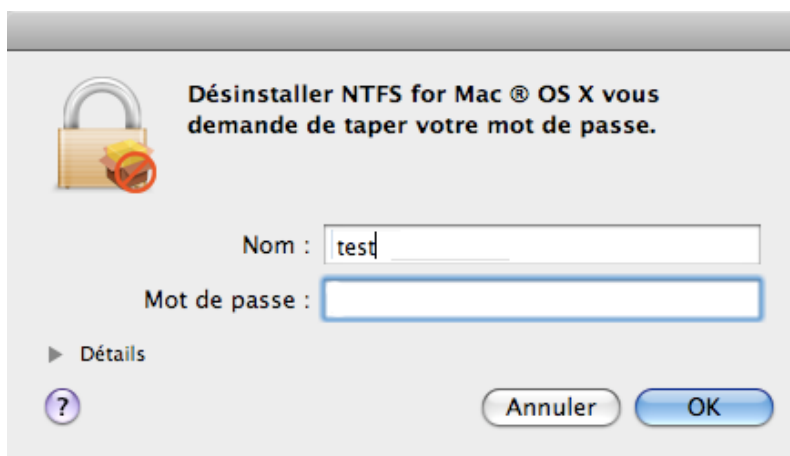 Désinstaller NTFS for Mac ® OS X vous
demande de taper votre mot de passe.
Nom : test
Mot de passe :
Détails
?
Annuler OK